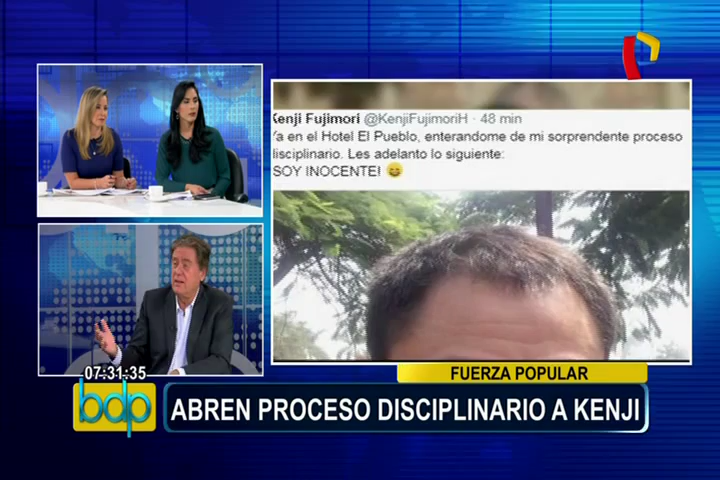 Kenji Fujimori @KenjiFujimoriH · 48 min
Ya en el Hotel El Pueblo, enterandome de mi sorprendente proceso
disciplinario. Les adelanto lo siguiente:
SOY INOCENTE! 😄
FUERZA POPULAR
07:31:35
bdp
ABREN PROCESO DISCIPLINARIO A KENJI